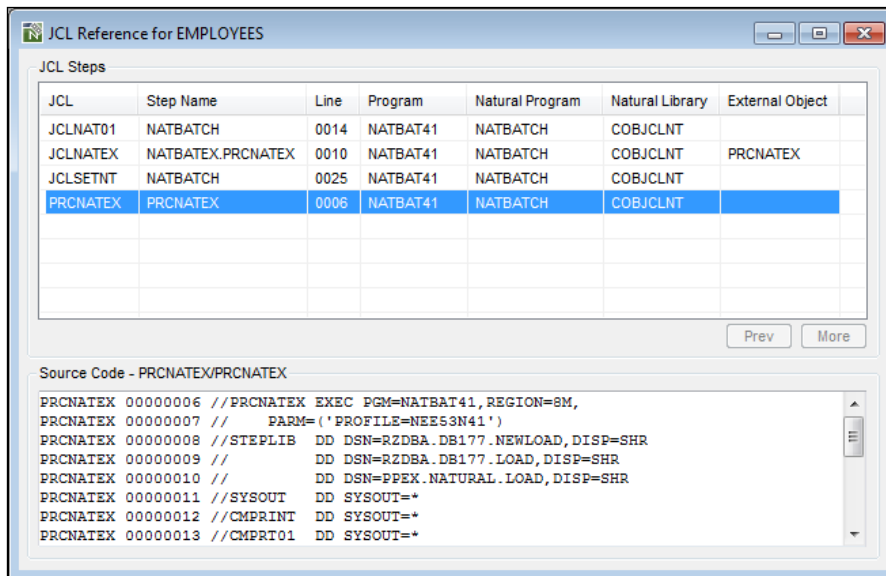 JCL Reference for EMPLOYEES
JCL Steps
JCL Step Name Line Program Natural Program Natural Library External Object
JCLNAT01 NATBATCH 0014 NATBAT41 NATBATCH COBJCLNT
JCLNATEX NATBATEX.PRCNATEX 0010 NATBAT41 NATBATCH COBJCLNT PRCNATEX
JCLSETNT NATBATCH 0025 NATBAT41 NATBATCH COBJCLNT
PRCNATEX PRCNATEX 0006 NATBAT41 NATBATCH COBJCLNT
Prev More
Source Code - PRCNATEX/PRCNATEX
PRCNATEX 00000006 //PRCNATEX EXEC PGM=NATBAT41,REGION=8M,
PRCNATEX 00000007 // PARM=('PROFILE=NEE53N41')
PRCNATEX 00000008 //STEPLIB DD DSN=RZDBA.DB177.NEWLOAD,DISP=SHR
PRCNATEX 00000009 // DD DSN=RZDBA.DB177.LOAD,DISP=SHR
PRCNATEX 00000010 // DD DSN=PPEX.NATURAL.LOAD,DISP=SHR
PRCNATEX 00000011 //SYSOUT DD SYSOUT=*
PRCNATEX 00000012 //CMPRINT DD SYSOUT=*
PRCNATEX 00000013 //CMPRT01 DD SYSOUT=*